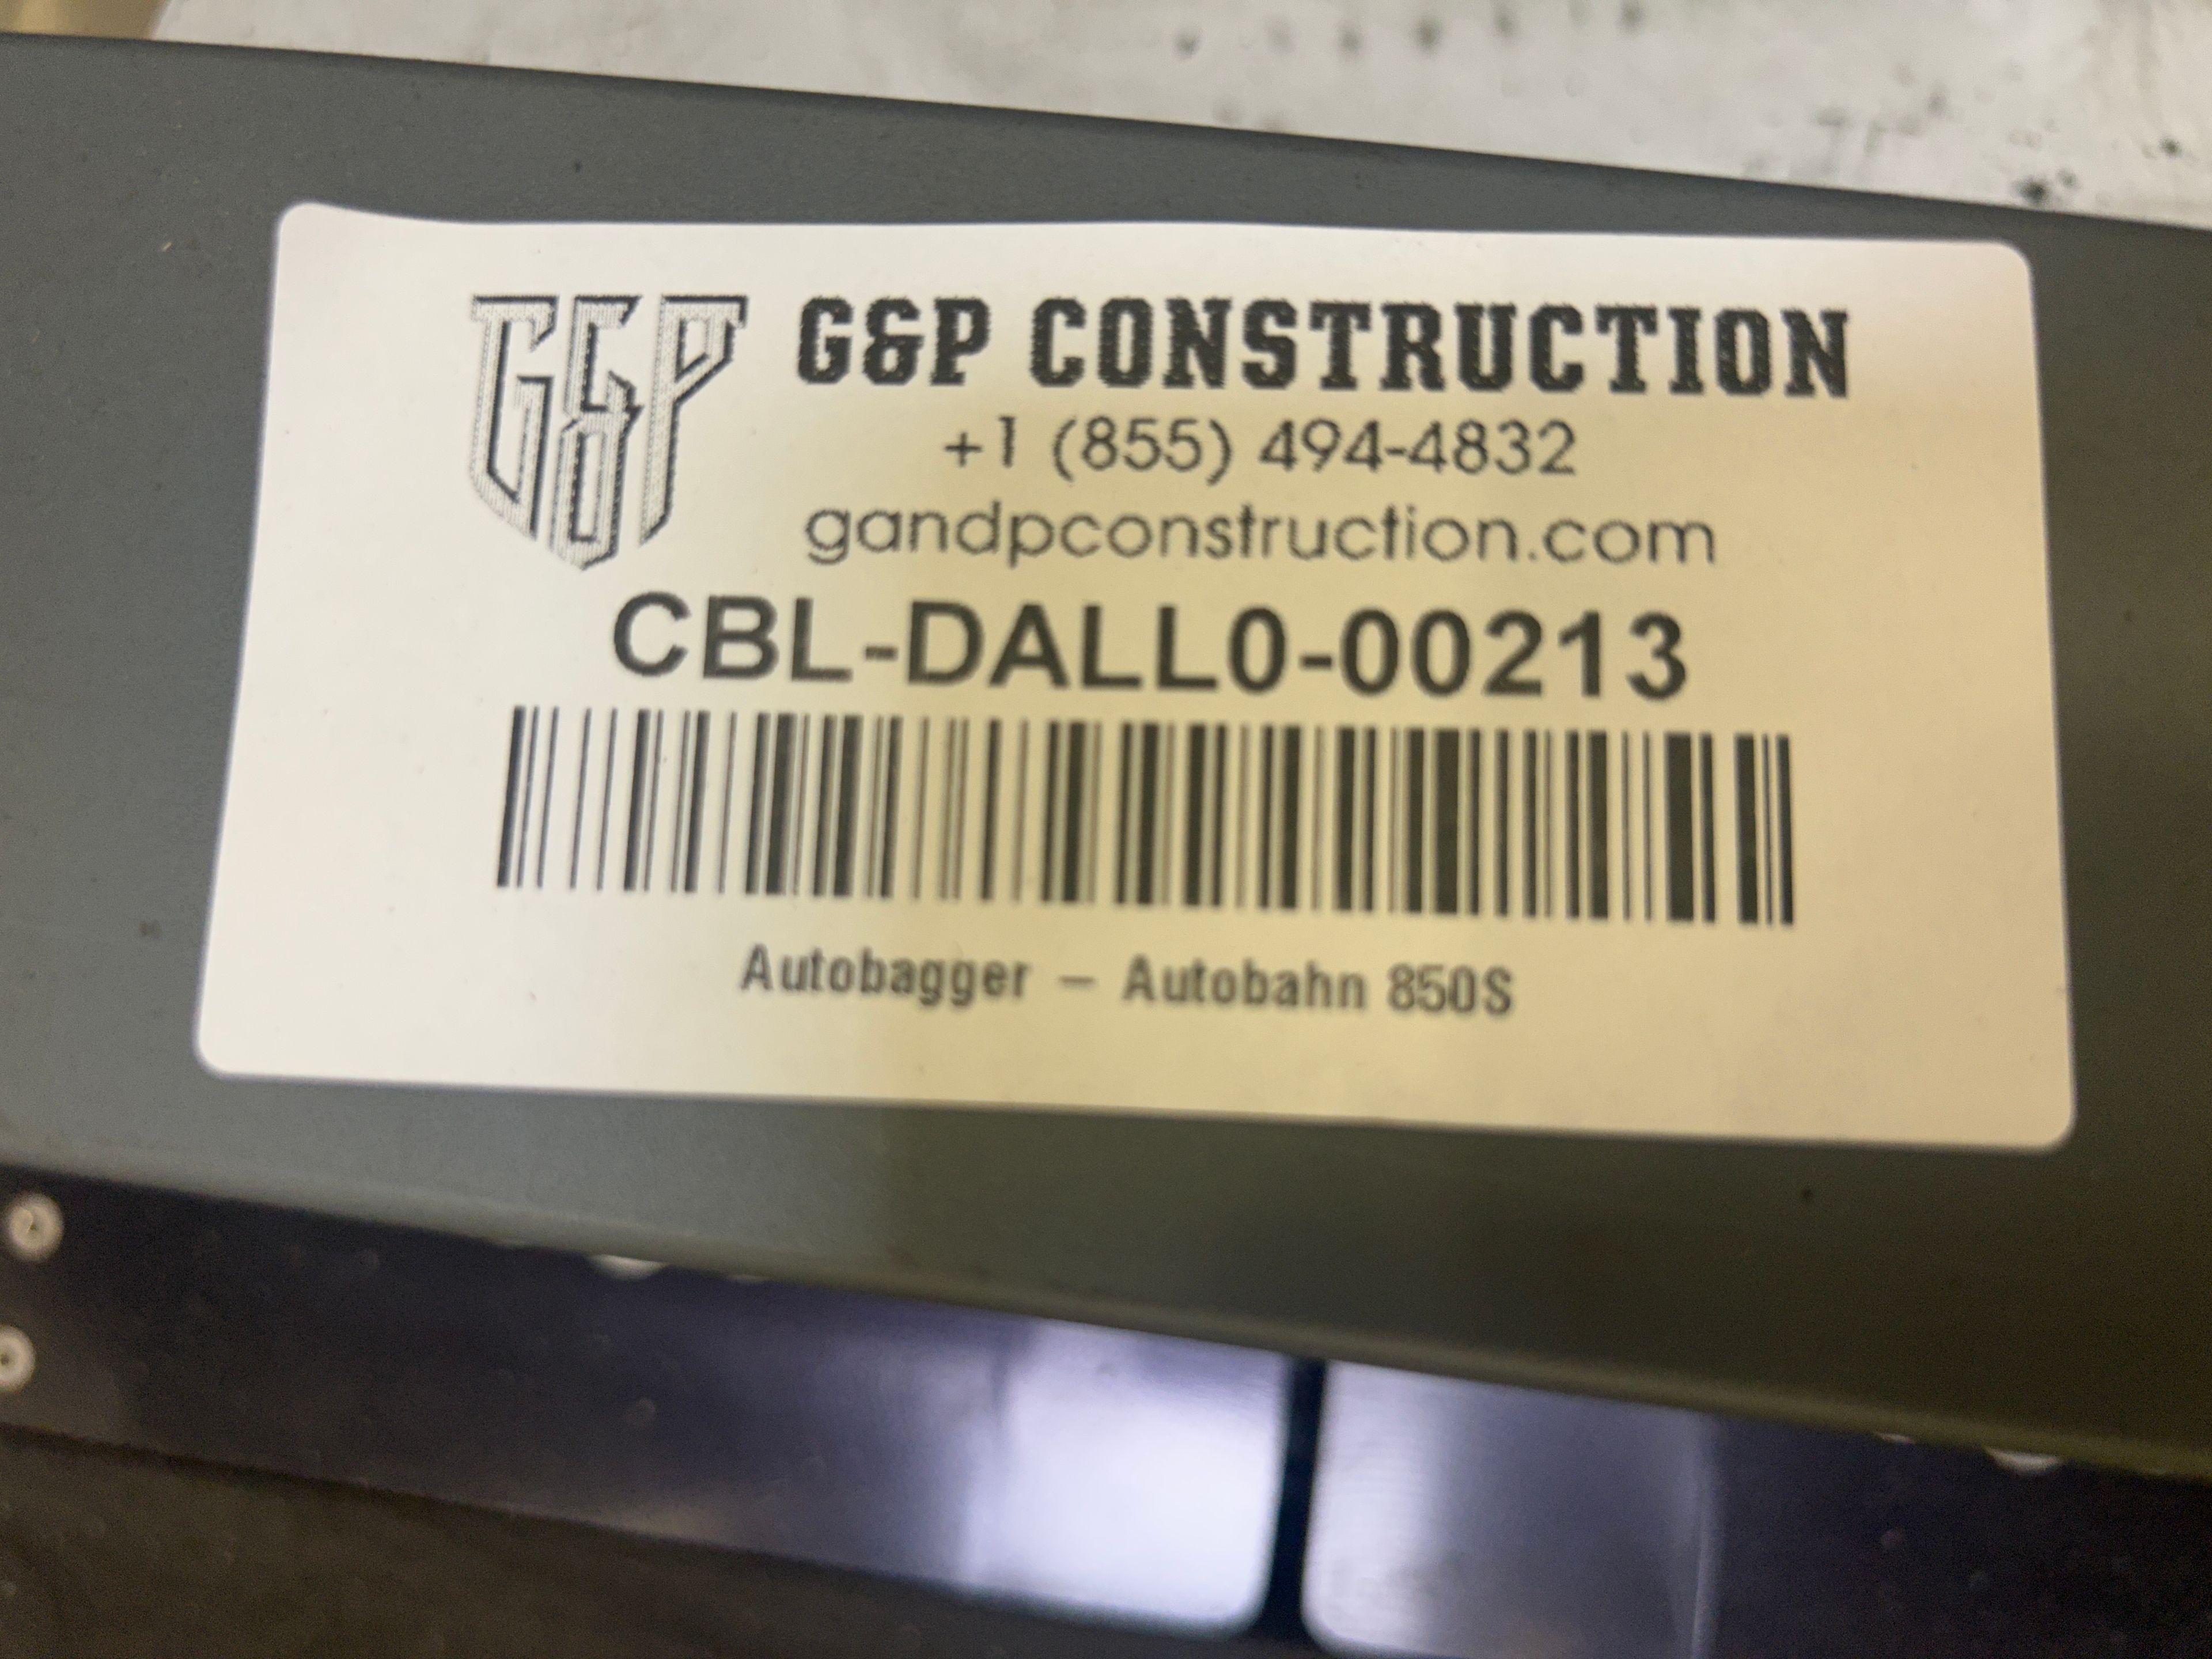 G&P G&P CONSTRUCTION
+1 (855) 494-4832
gandpconstruction.com
CBL-DALL0-00213
Autobagger – Autobahn 850S